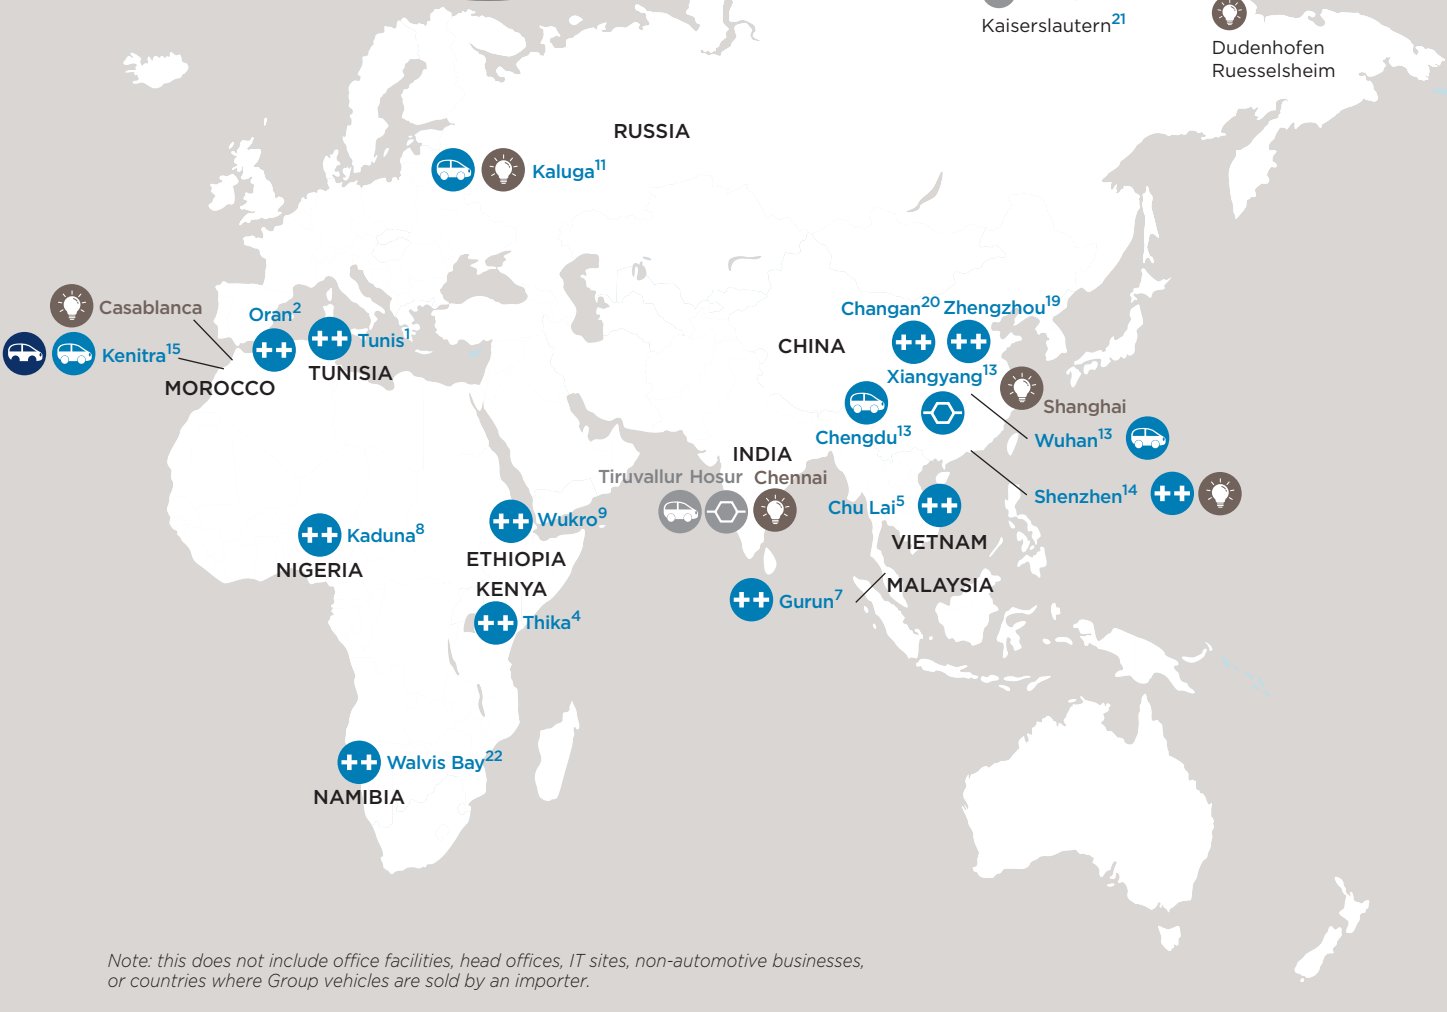 Kaiserslautern21
Dudenhofen
Ruesselsheim
RUSSIA
Kaluga11
Casablanca
Oran2
Tunis1
Kenitra15
TUNISIA
MOROCCO
Changan20 Zhengzhou19
CHINA
Xiangyang13
Shanghai
Chengdu13
Wuhan13
INDIA
Tiruvallur Hosur Chennai
Shenzhen14
Chu Lai5
Wukro9
Kaduna8
VIETNAM
ETHIOPIA
NIGERIA
MALAYSIA
KENYA
Gurun7
Thika4
Walvis Bay22
NAMIBIA
Note: this does not include office facilities, head offices, IT sites, non-automotive businesses,
or countries where Group vehicles are sold by an importer.